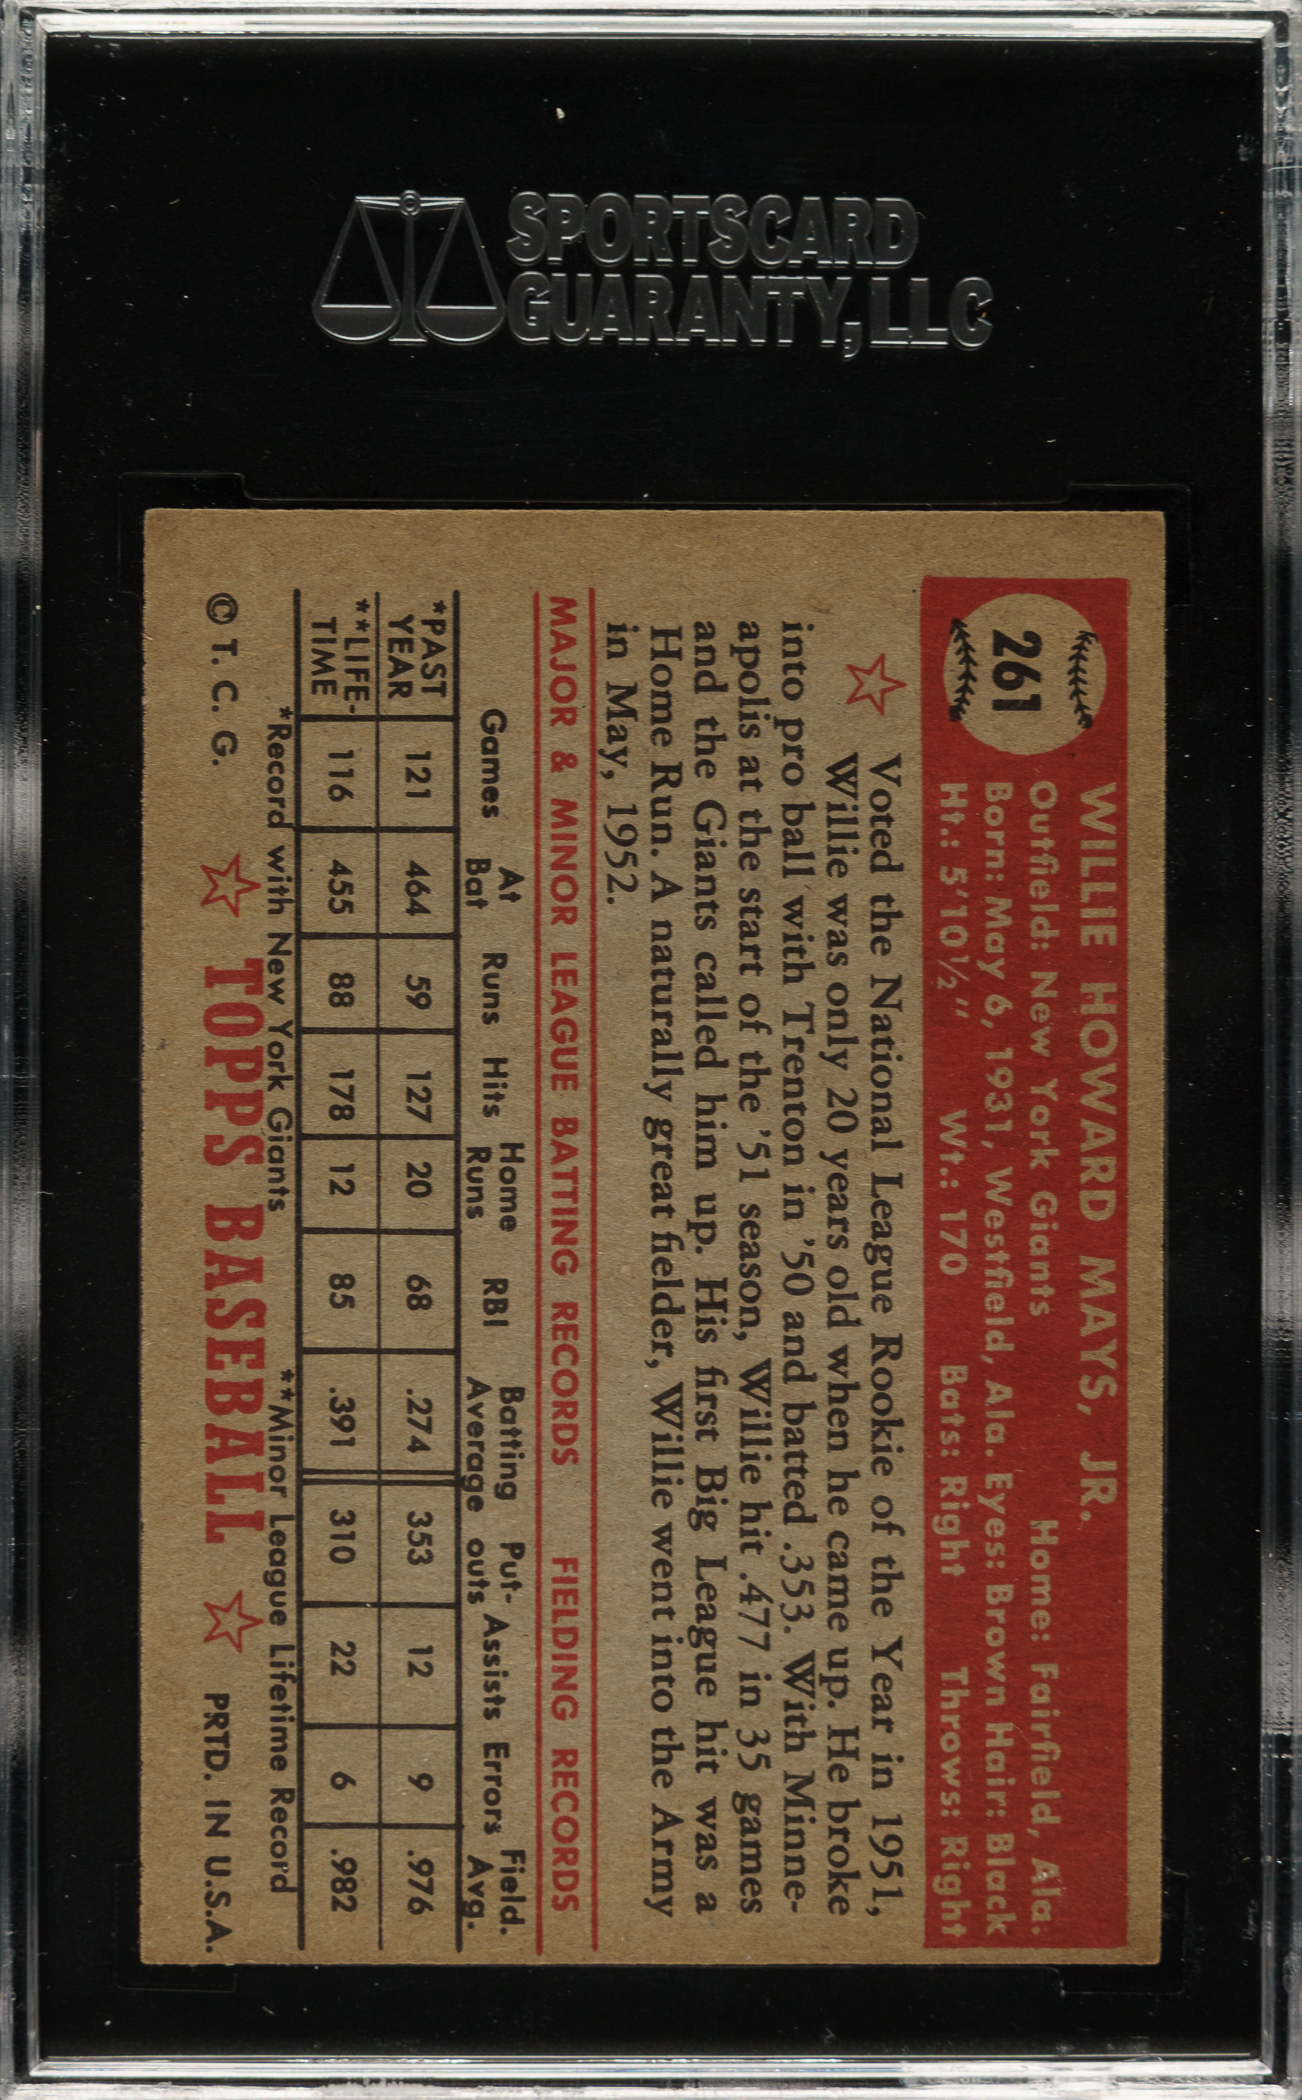 SPORTSCARD
GUARANTY, LLC
261
WILLIE HOWARD MAYS, JR.
Outfield: New York Giants Home: Fairfield, Ala.
Born: May 6, 1931, Westfield, Ala. Eyes: Brown Hair: Black
Ht.: 5'10½" Wt.: 170 Bats: Right Throws: Right
Voted the National League Rookie of the Year in 1951,
Willie was only 20 years old when he came up. He broke
into pro ball with Trenton in '50 and batted .353. With Minne-
apolis at the start of the '51 season, Willie hit .477 in 35 games
and the Giants called him up. His first Big League hit was a
Home Run. A naturally great fielder, Willie went into the Army
in May, 1952.
MAJOR & MINOR LEAGUE BATTING RECORDS FIELDING RECORDS
Games At Bat Runs Hits Home Runs RBI Batting Average Put-outs Assists Errors Field. Avg.
*PAST YEAR 121 464 59 127 20 68 .274 353 12 9 .976
**LIFE-TIME 116 455 88 178 12 85 .391 310 22 6 .982
*Record with New York Giants **Minor League Lifetime Record
© T. C. G. TOPPS BASEBALL PRTD. IN U.S.A.